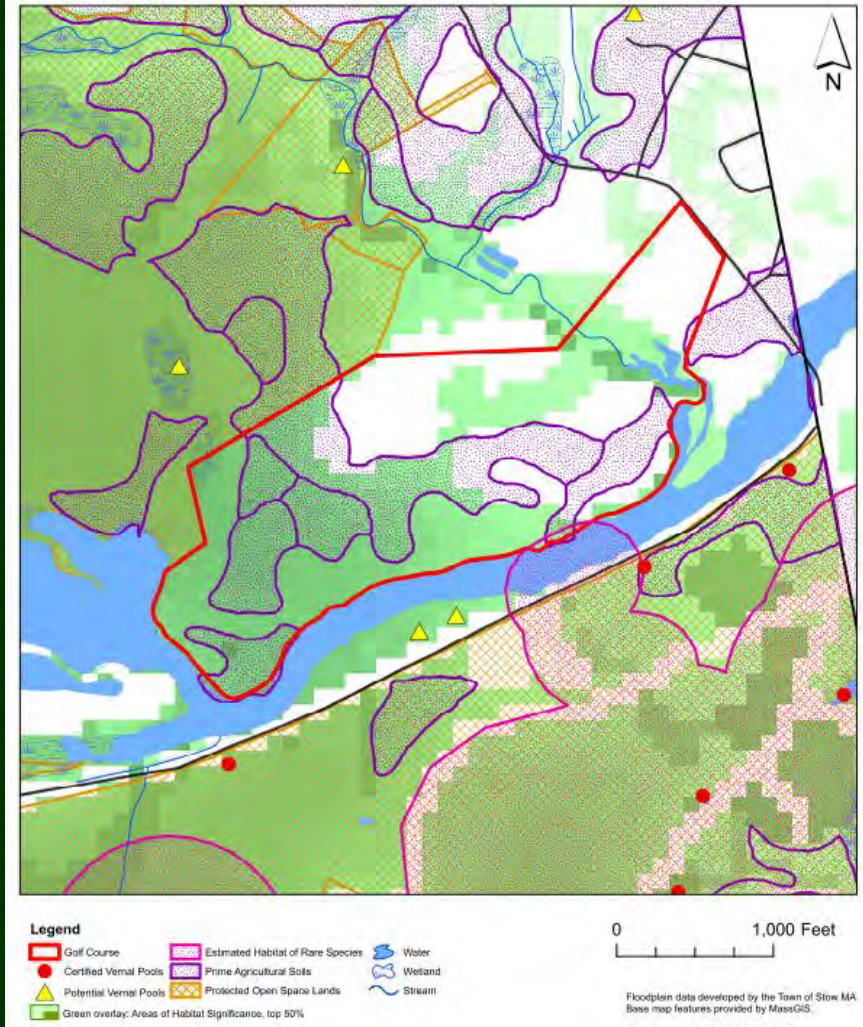 N
Legend
Golf Course
Certified Vernal Pools
Potential Vernal Pools
Green overlay: Areas of Habitat Significance, top 50%
Estimated Habitat of Rare Species
Prime Agricultural Soils
Protected Open Space Lands
Water
Wetland
Stream
0 1,000 Feet
Floodplain data developed by the Town of Stow MA
Base map features provided by MassGIS.